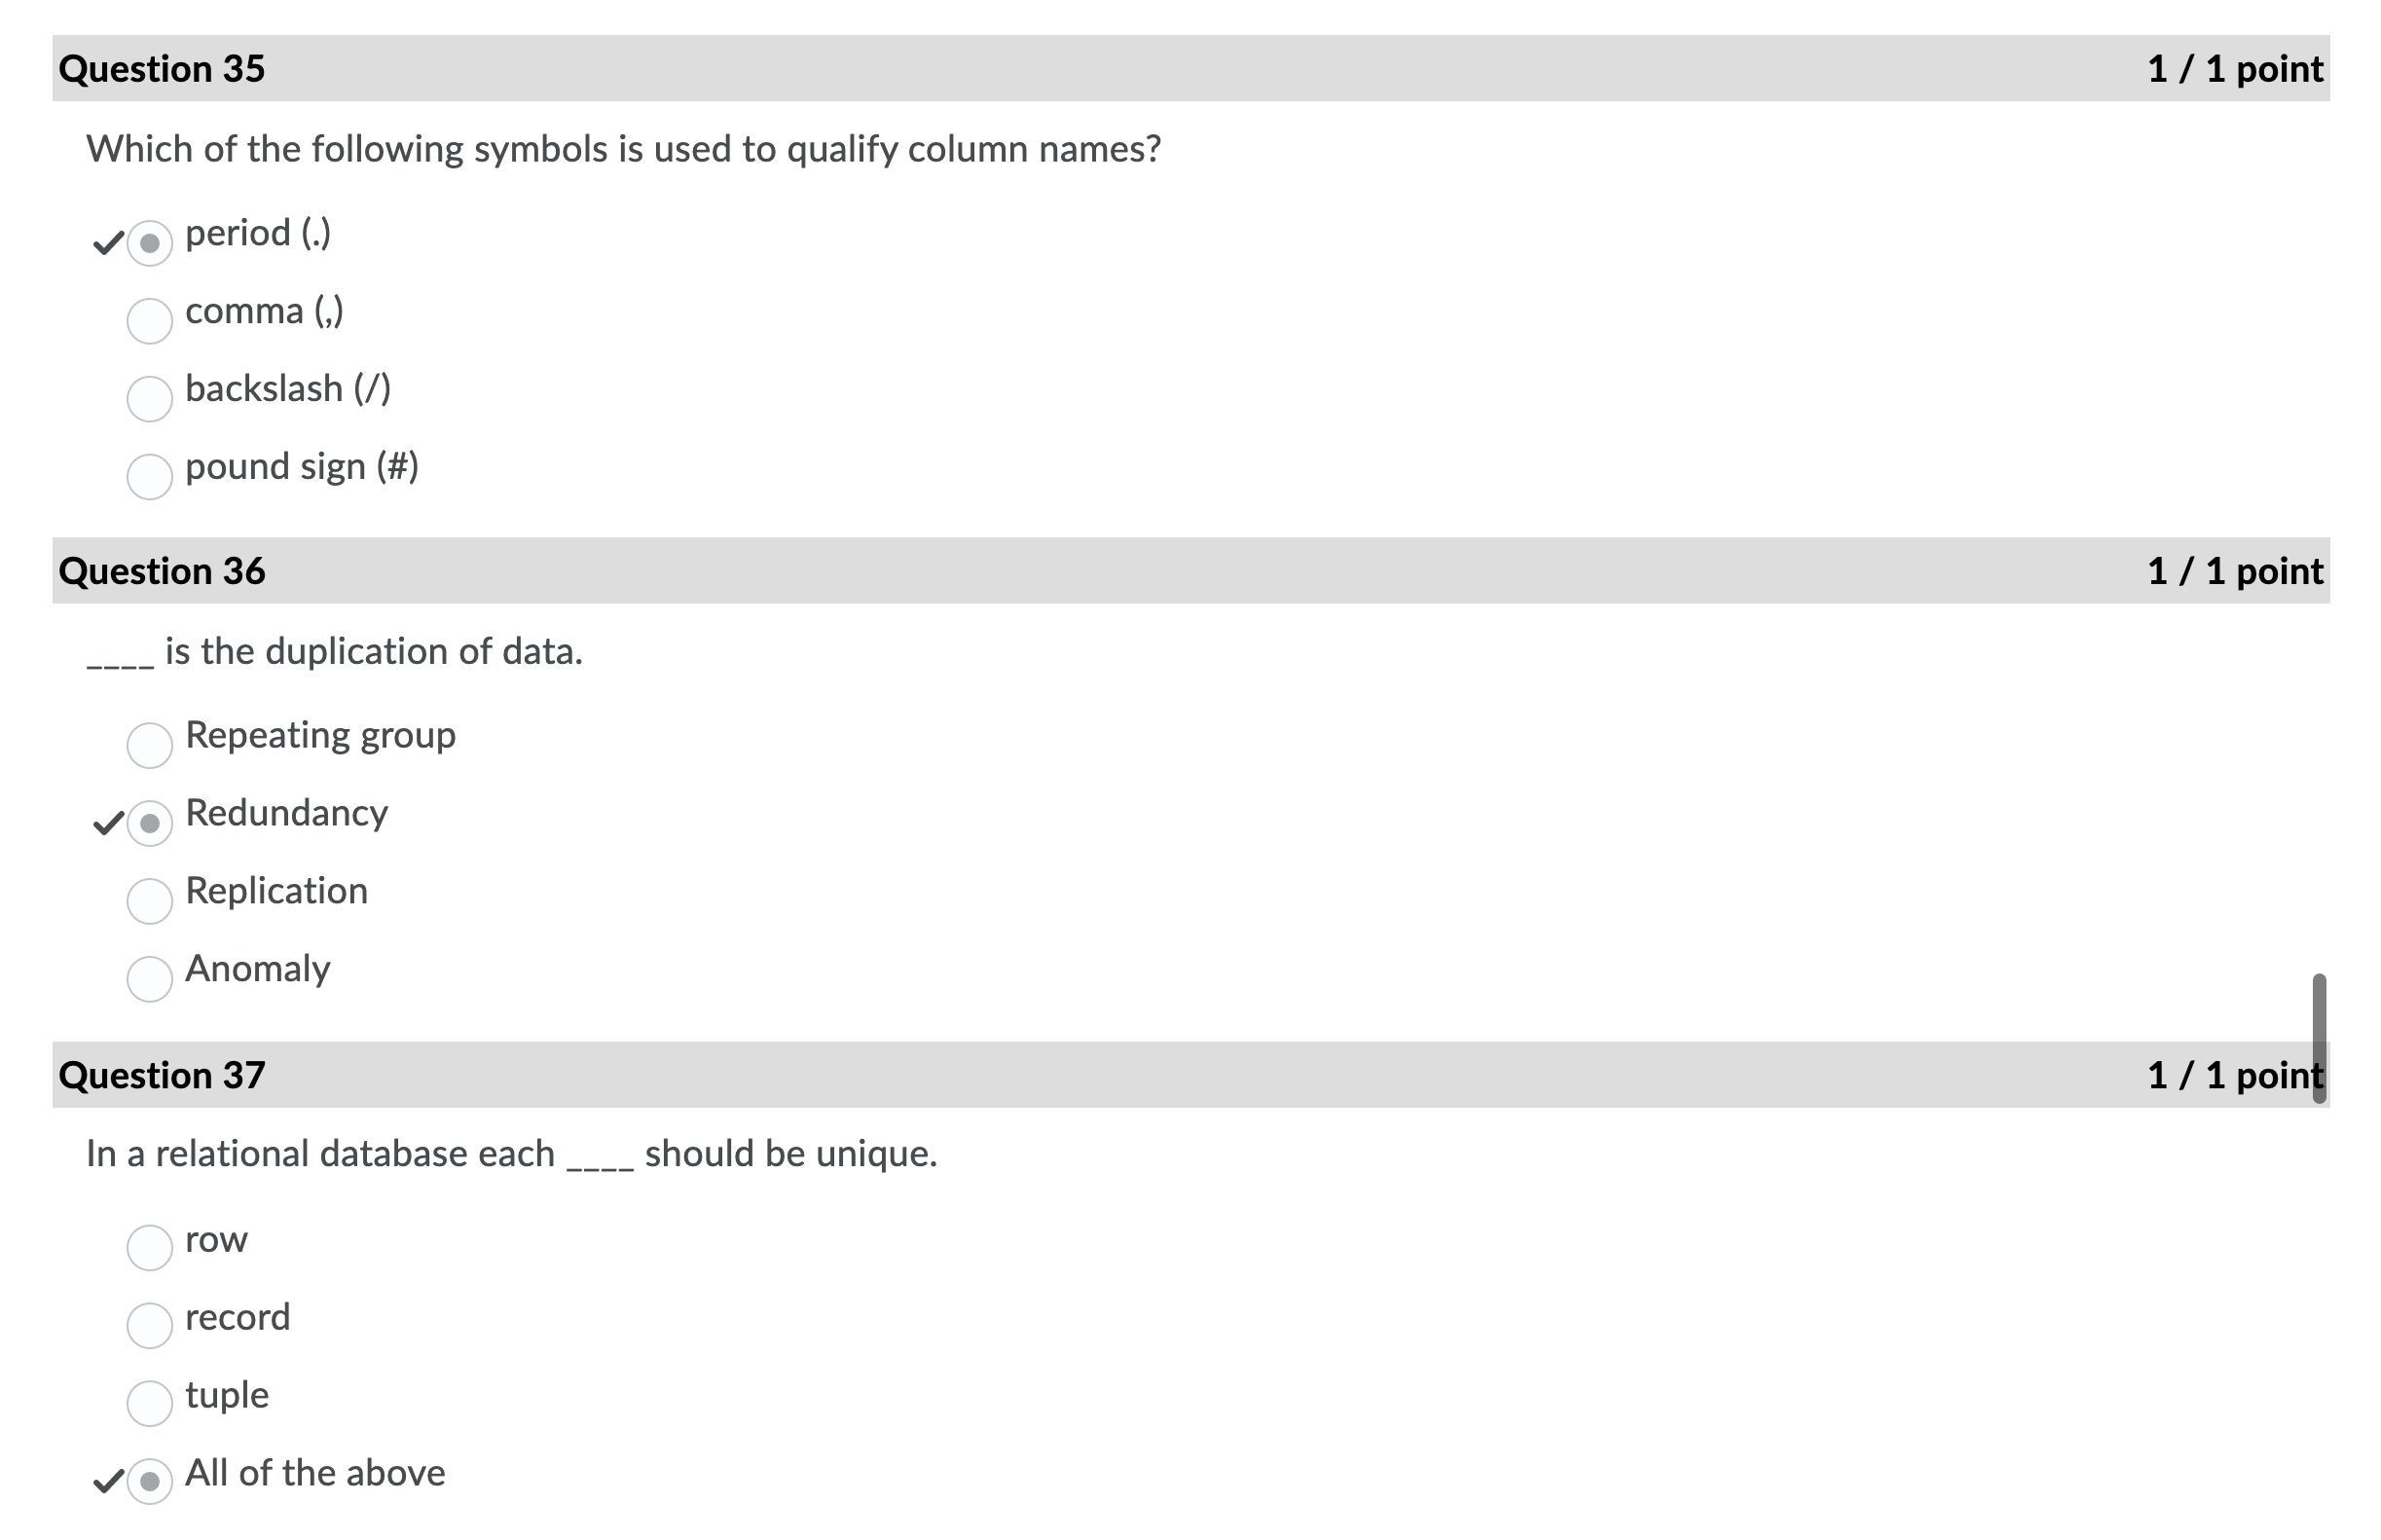 Question 35 1 / 1 point
Which of the following symbols is used to qualify column names?
period (.)
comma (,)
backslash (/)
pound sign (#)
Question 36 1 / 1 point
____ is the duplication of data.
Repeating group
Redundancy
Replication
Anomaly
Question 37 1 / 1 point
In a relational database each ____ should be unique.
row
record
tuple
All of the above